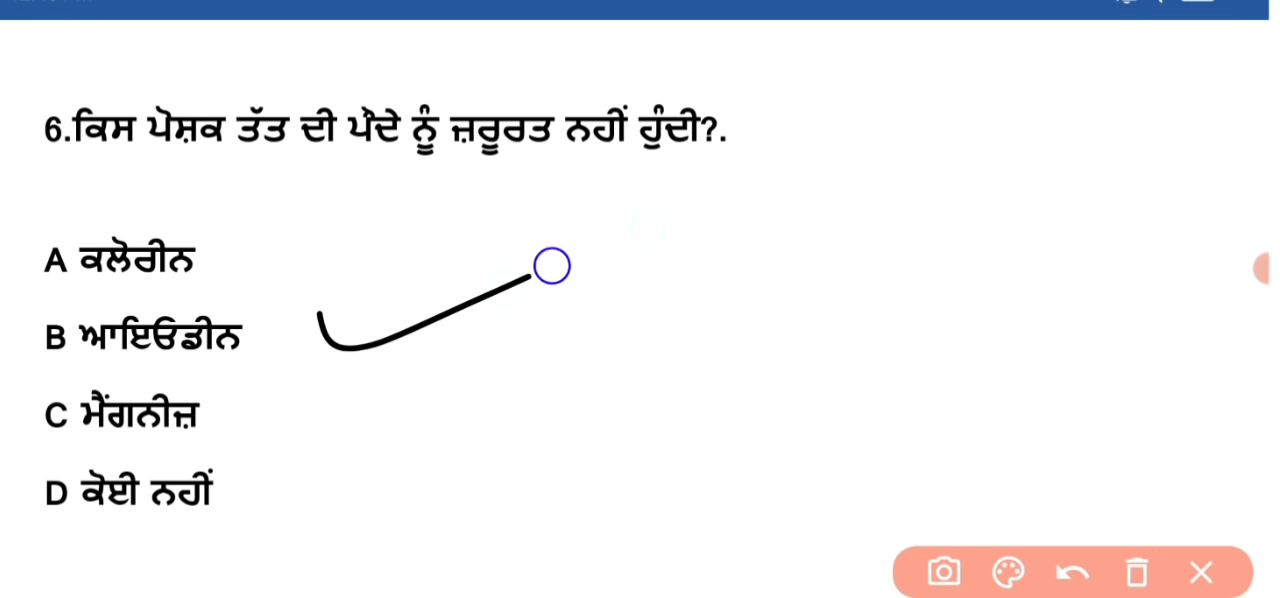 6.ਕਿਸ ਪੋਸ਼ਕ ਤੱਤ ਦੀ ਪੌਦੇ ਨੂੰ ਜ਼ਰੂਰਤ ਨਹੀਂ ਹੁੰਦੀ?.
A ਕਲੋਰੀਨ
B ਆਇਓਡੀਨ
C ਮੈਂਗਨੀਜ਼
D ਕੋਈ ਨਹੀਂ